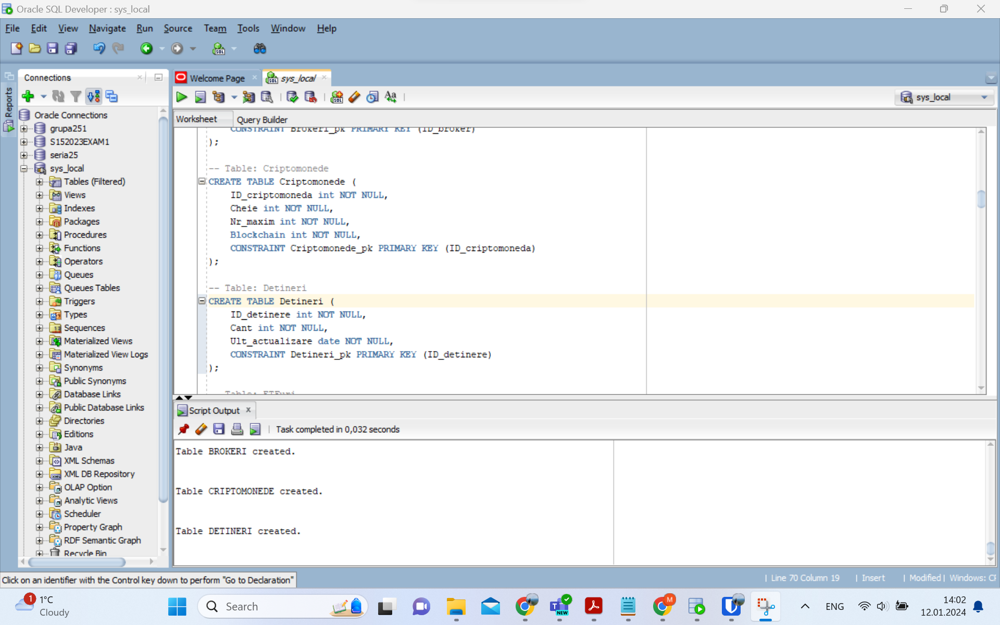 Oracle SQL Developer : sys_local
File Edit View Navigate Run Source Team Tools Window Help
Reports
Connections
Oracle Connections
grupa251
S152023EXAM1
seria25
sys_local
Tables (Filtered)
Views
Indexes
Packages
Procedures
Functions
Operators
Queues
Queues Tables
Triggers
Types
Sequences
Materialized Views
Materialized View Logs
Synonyms
Public Synonyms
Database Links
Public Database Links
Directories
Editions
Java
XML Schemas
XML DB Repository
OLAP Option
Analytic Views
Scheduler
Property Graph
RDF Semantic Graph
Recycle Bin
Welcome Page
sys_local
sys_local
Worksheet Query Builder
CONSTRAINT Brokeri_pk PRIMARY KEY (ID_broker)
);
-- Table: Criptomonede
CREATE TABLE Criptomonede (
ID_criptomoneda int NOT NULL,
Cheie int NOT NULL,
Nr_maxim int NOT NULL,
Blockchain int NOT NULL,
CONSTRAINT Criptomonede_pk PRIMARY KEY (ID_criptomoneda)
);
-- Table: Detineri
CREATE TABLE Detineri (
ID_detinere int NOT NULL,
Cant int NOT NULL,
Ult_actualizare date NOT NULL,
CONSTRAINT Detineri_pk PRIMARY KEY (ID_detinere)
);
Script Output
Task completed in 0,032 seconds
Table BROKERI created.
Table CRIPTOMONEDE created.
Table DETINERI created.
Click on an identifier with the Control key down to perform "Go to Declaration"
| Line 70 Column 19 | Insert | Modified | Windows:
1
1°C
Cloudy
Search
NEW
M
ENG
14:02
12.01.2024